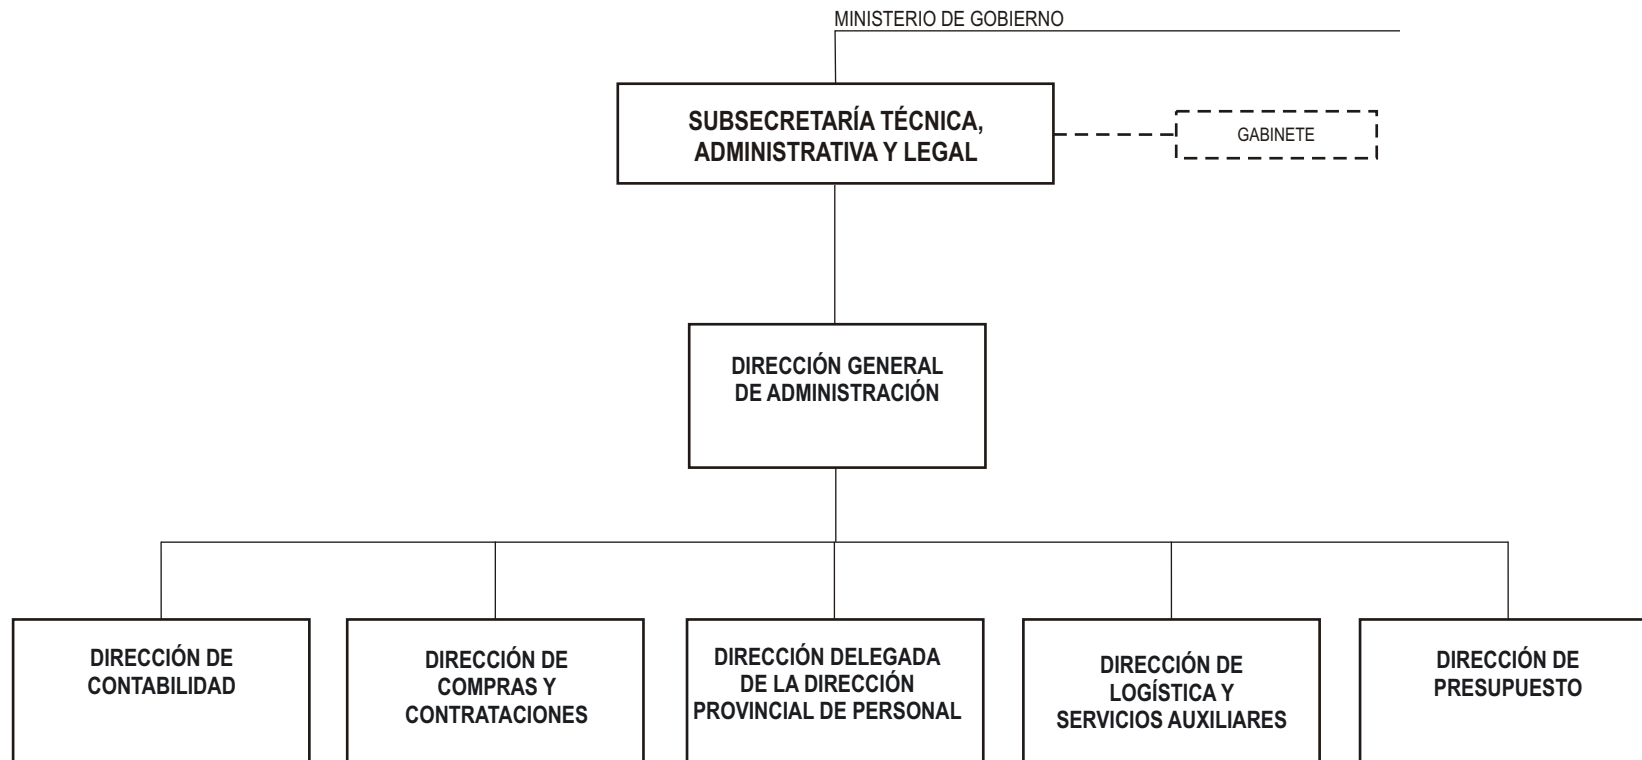 MINISTERIO DE GOBIERNO
SUBSECRETARÍA TÉCNICA,
ADMINISTRATIVA Y LEGAL
GABINETE
DIRECCIÓN GENERAL
DE ADMINISTRACIÓN
DIRECCIÓN DE
CONTABILIDAD
DIRECCIÓN DE
COMPRAS Y
CONTRATACIONES
DIRECCIÓN DELEGADA
DE LA DIRECCIÓN
PROVINCIAL DE PERSONAL
DIRECCIÓN DE
LOGÍSTICA Y
SERVICIOS AUXILIARES
DIRECCIÓN DE
PRESUPUESTO